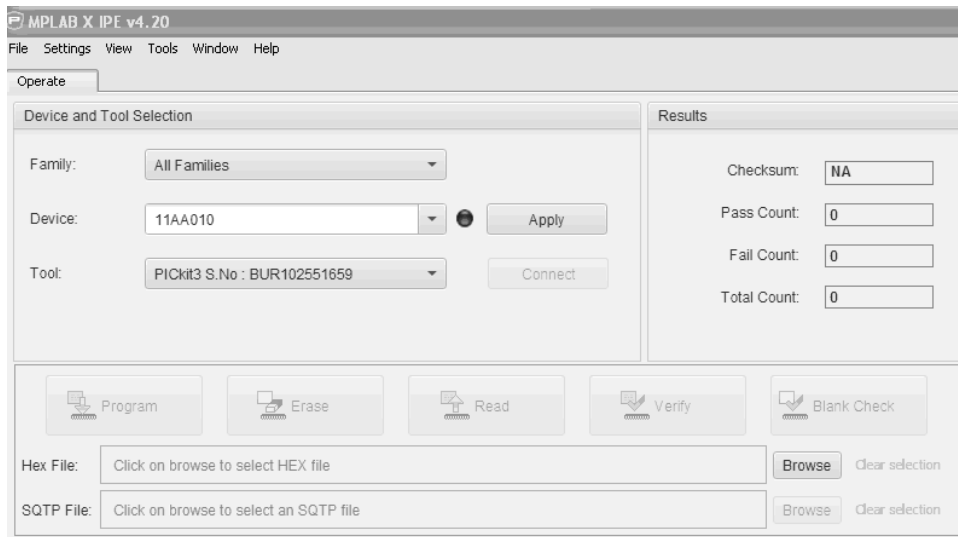 MPLAB X IPE v4.20
File Settings View Tools Window Help
Operate
Device and Tool Selection
Family: All Families
Device: 11AA010 Apply
Tool: PICkit3 S.No : BUR102551659 Connect
Results
Checksum: NA
Pass Count: 0
Fail Count: 0
Total Count: 0
Program Erase Read Verify Blank Check
Hex File: Click on browse to select HEX file Browse Clear selection
SQTP File: Click on browse to select an SQTP file Browse Clear selection